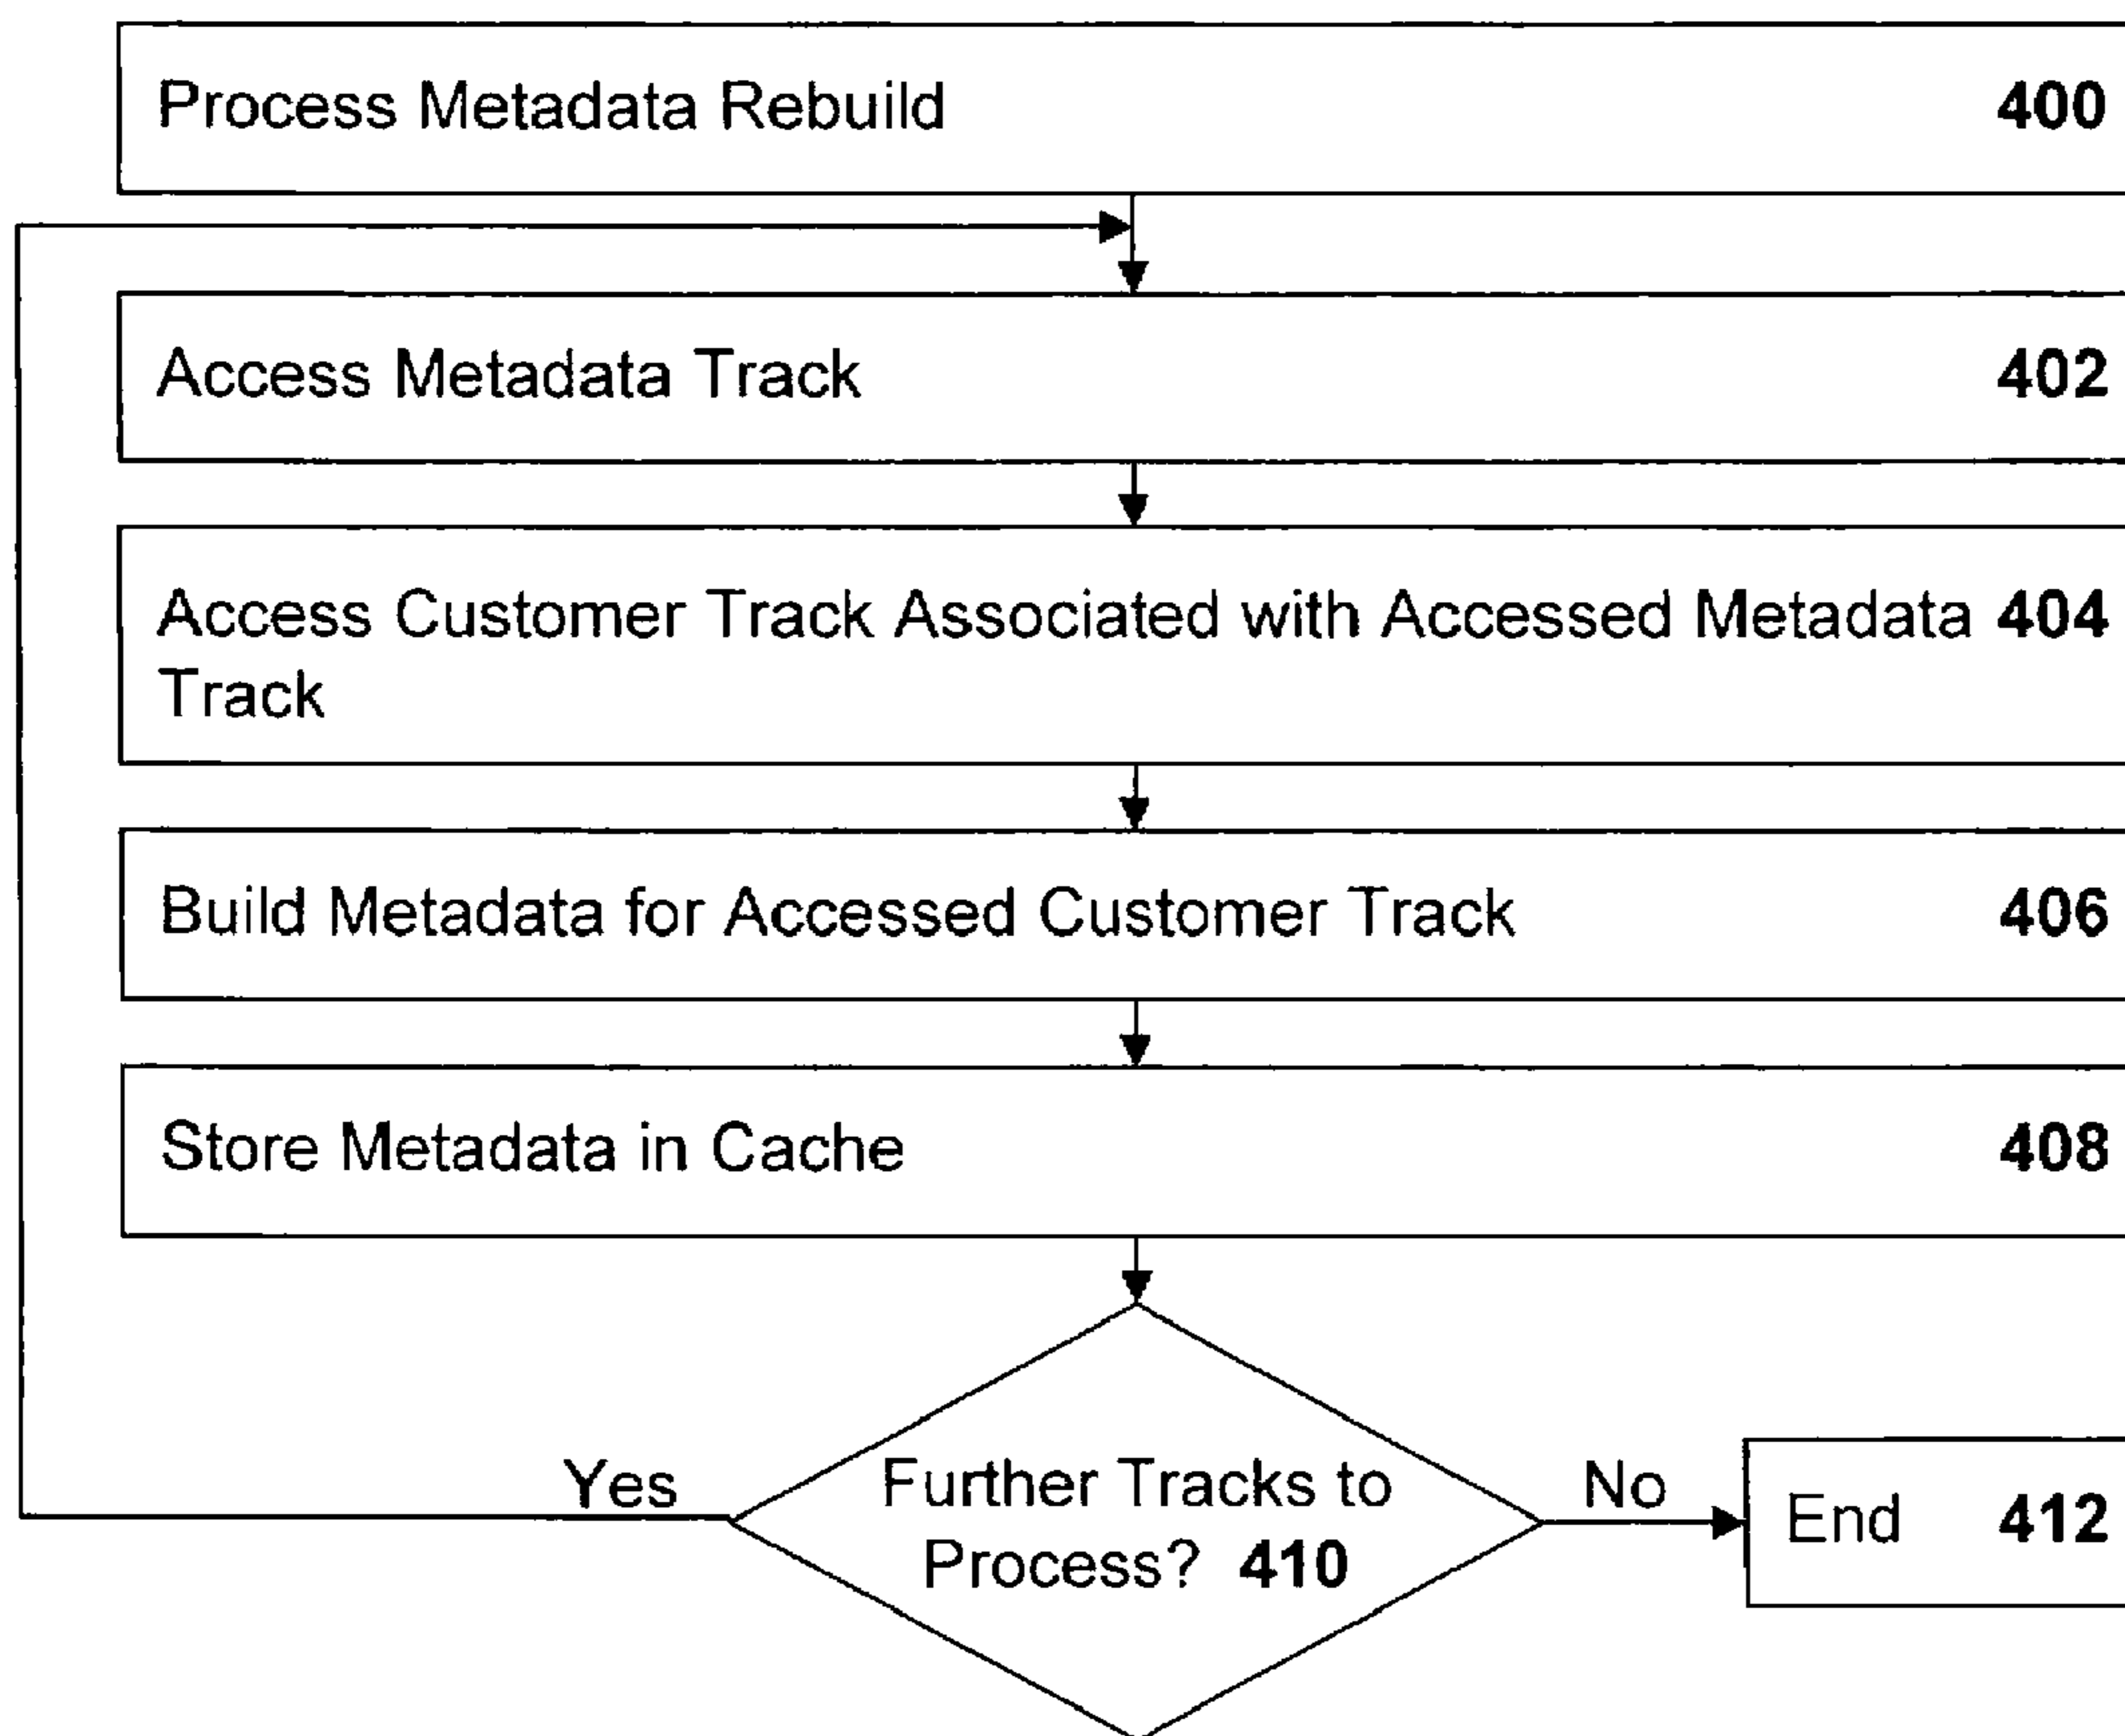 Process Metadata Rebuild 400
Access Metadata Track 402
Access Customer Track Associated with Accessed Metadata 404
Track
Build Metadata for Accessed Customer Track 406
Store Metadata in Cache 408
Yes
Further Tracks to
Process? 410
No
End 412